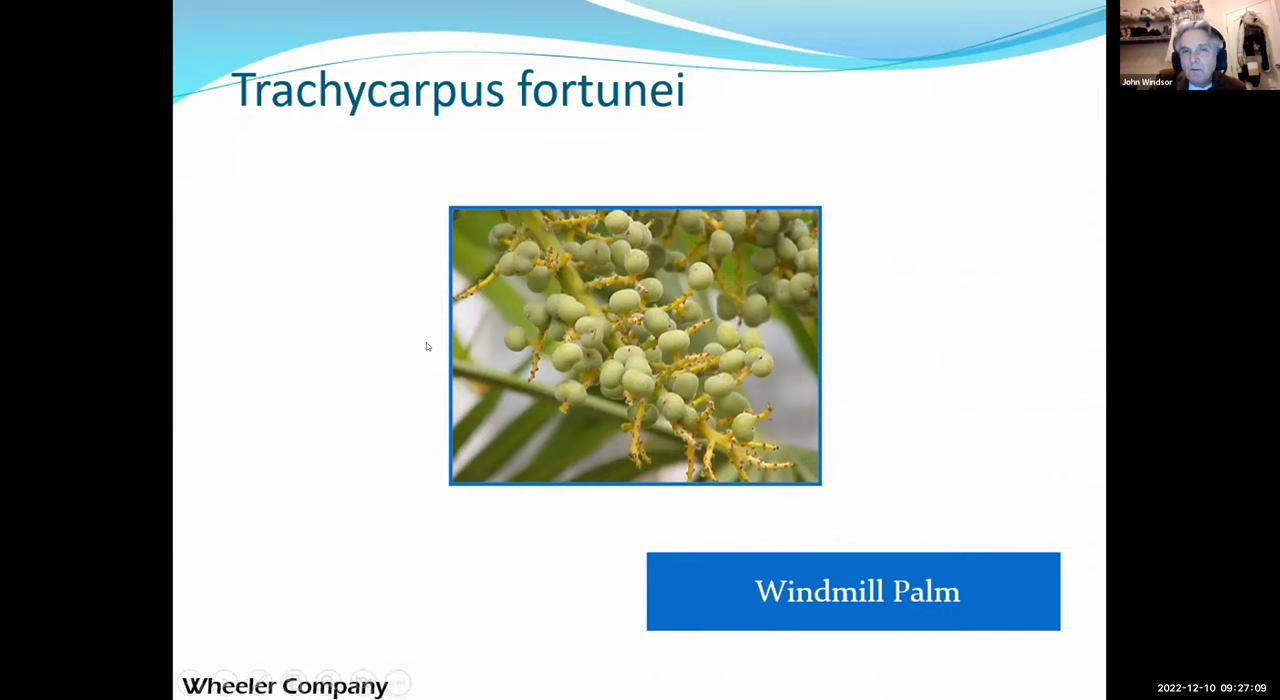 Trachycarpus fortunei
John Windsor
Windmill Palm
Wheeler Company
2022-12-10 09:27:09